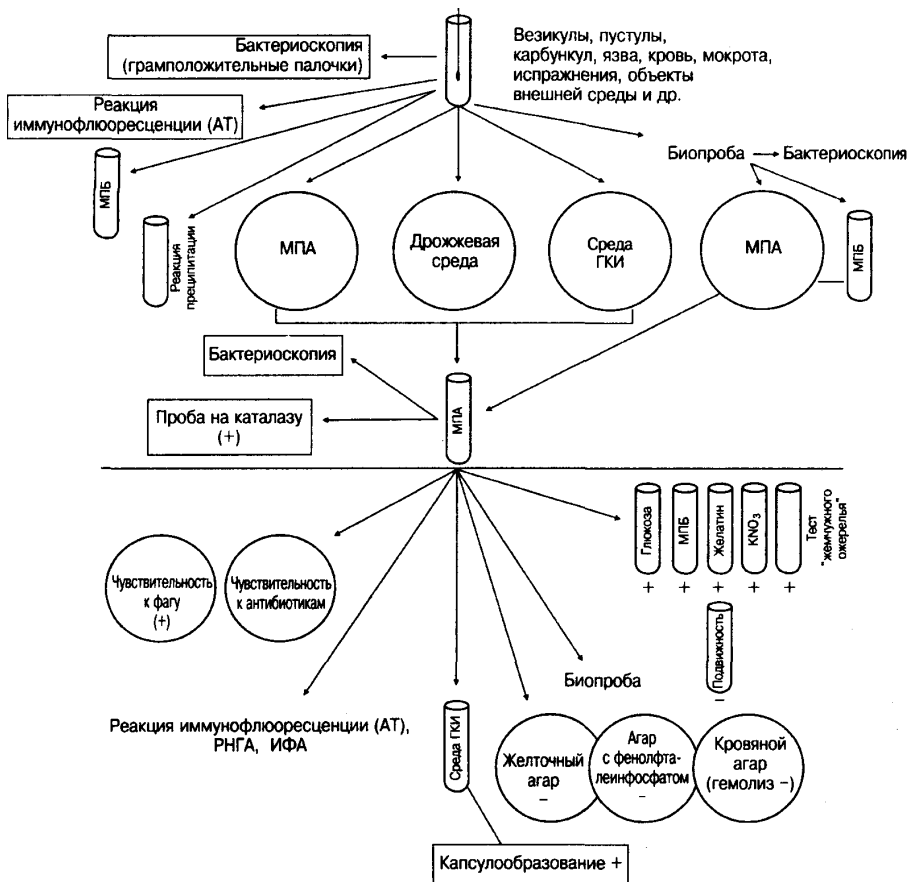 Бактериоскопия
(грамположительные палочки)
Везикулы, пустулы,
карбункул, язва, кровь, мокрота,
испражнения, объекты
внешней среды и др.
Реакция
иммунофлюоресценции (АТ)
Биопроба
Бактериоскопия
МПБ
Реакция
преципитации
МПА
Дрожжевая
среда
Среда
ГКИ
МПА
МПБ
Бактериоскопия
Проба на каталазу
(+)
МПА
Глюкоза
МПБ
Желатин
KNO₃
Тест
"жемчужного
ожерелья"
+ + + + +
Чувствительность
к фагу
(+)
Чувствительность
к антибиотикам
Подвижность
–
Биопроба
Реакция иммунофлюоресценции (АТ),
РНГА, ИФА
Среда ГКИ
Желточный
агар
–
Агар
с фенолфта-
леинфосфатом
–
Кровяной
агар
(гемолиз –)
Капсулообразование +